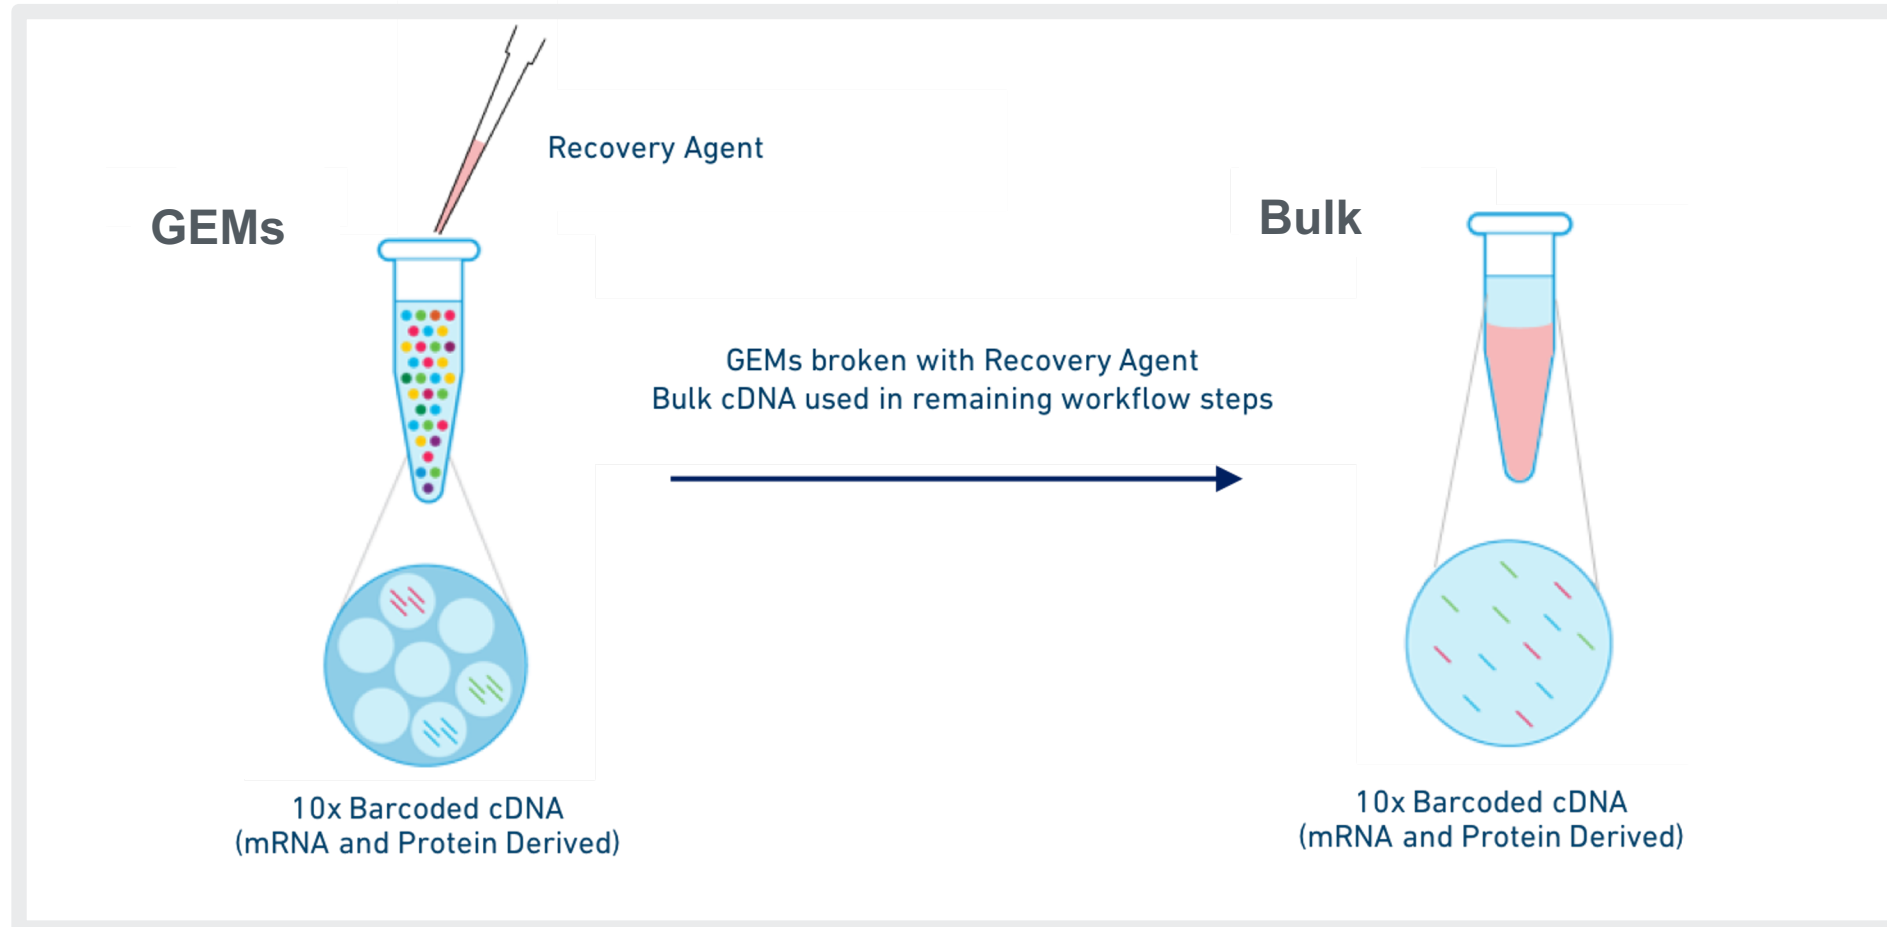 Recovery Agent
GEMs
Bulk
GEMs broken with Recovery Agent
Bulk cDNA used in remaining workflow steps
10x Barcoded cDNA
(mRNA and Protein Derived)
10x Barcoded cDNA
(mRNA and Protein Derived)